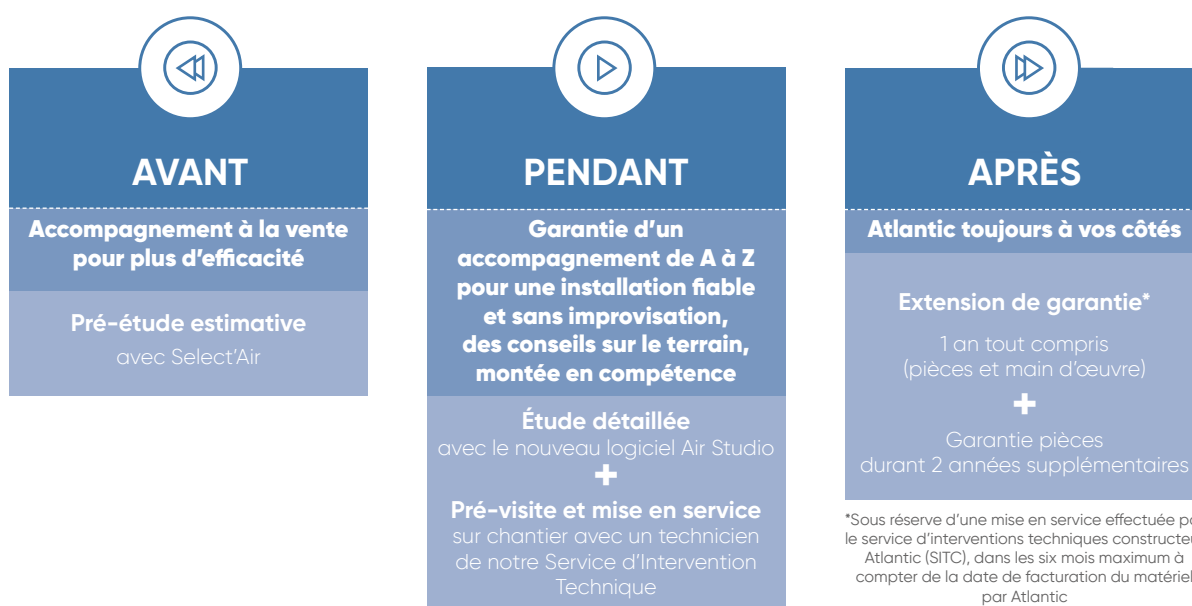 AVANT
Accompagnement à la vente
pour plus d'efficacité
Pré-étude estimative
avec Select'Air
PENDANT
Garantie d'un
accompagnement de A à Z
pour une installation fiable
et sans improvisation,
des conseils sur le terrain,
montée en compétence
Étude détaillée
avec le nouveau logiciel Air Studio
+
Pré-visite et mise en service
sur chantier avec un technicien
de notre Service d'Intervention
Technique
APRÈS
Atlantic toujours à vos côtés
Extension de garantie*
1 an tout compris
(pièces et main d'œuvre)
+
Garantie pièces
durant 2 années supplémentaires
*Sous réserve d'une mise en service effectuée
le service d'interventions techniques
Atlantic (SITC), dans les six mois maximum à
compter de la date de facturation du matériel
par Atlantic